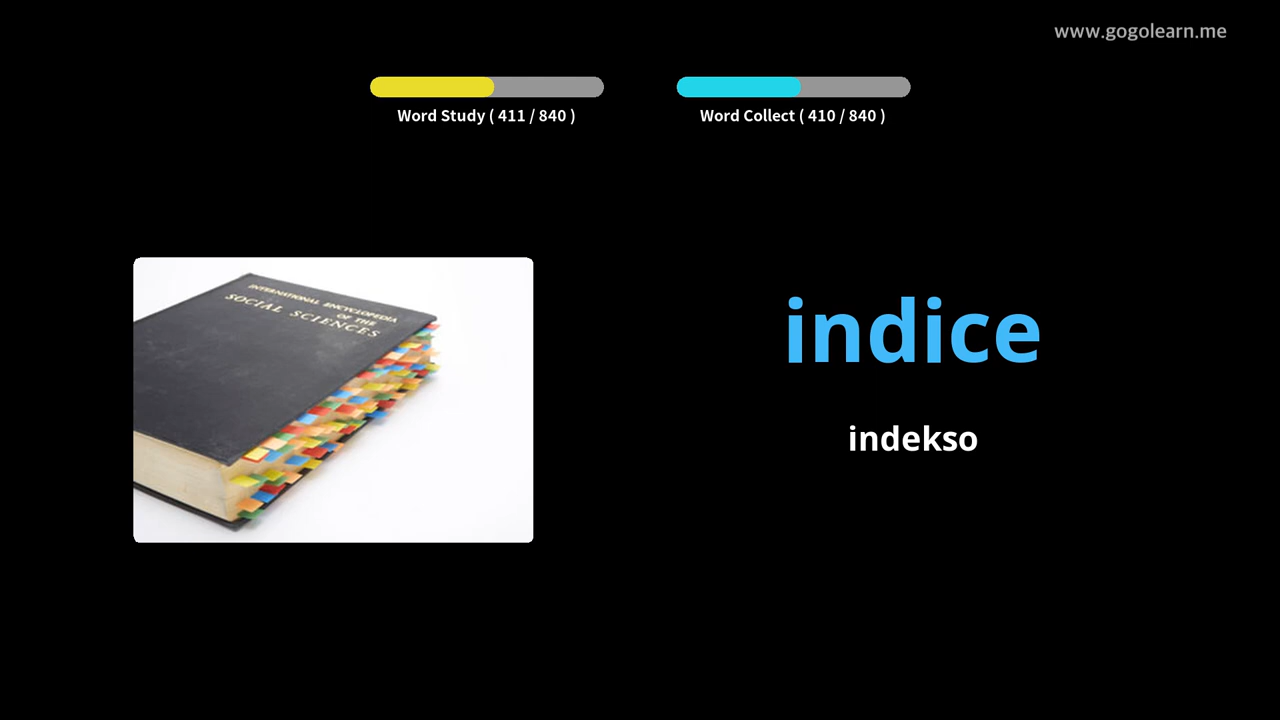 www.gogolearn.me
Word Study ( 411 / 840 )
Word Collect ( 410 / 840 )
INTERNATIONAL ENCYCLOPEDIA
OF THE
SOCIAL SCIENCES
indice
indekso